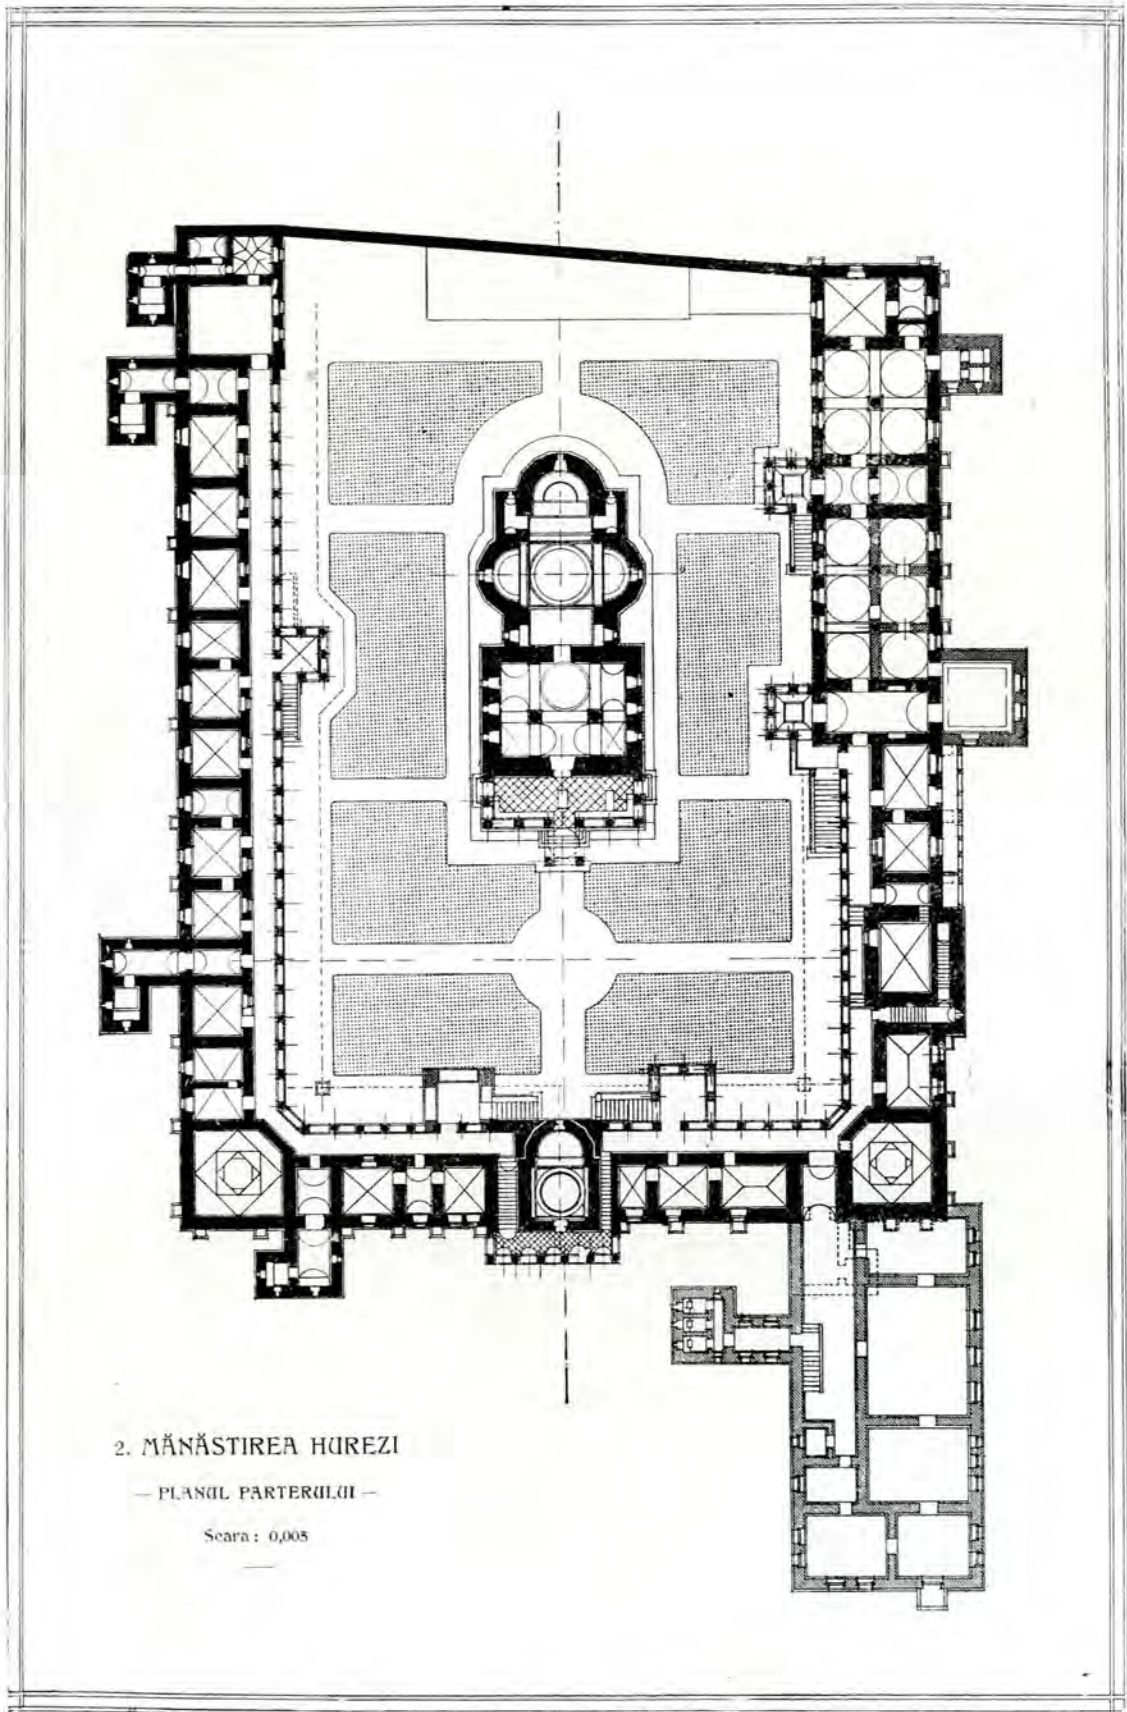 2. MĂNĂSTIREA HUREZI
— PLANUL PARTERULUI —
Scara : 0,005